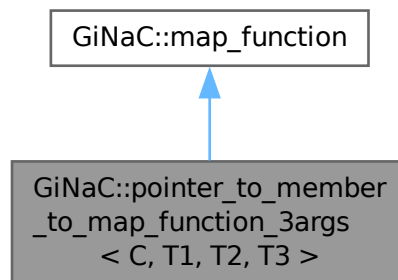 GiNaC::map_function
GiNaC::pointer_to_member
_to_map_function_3args
< C, T1, T2, T3 >